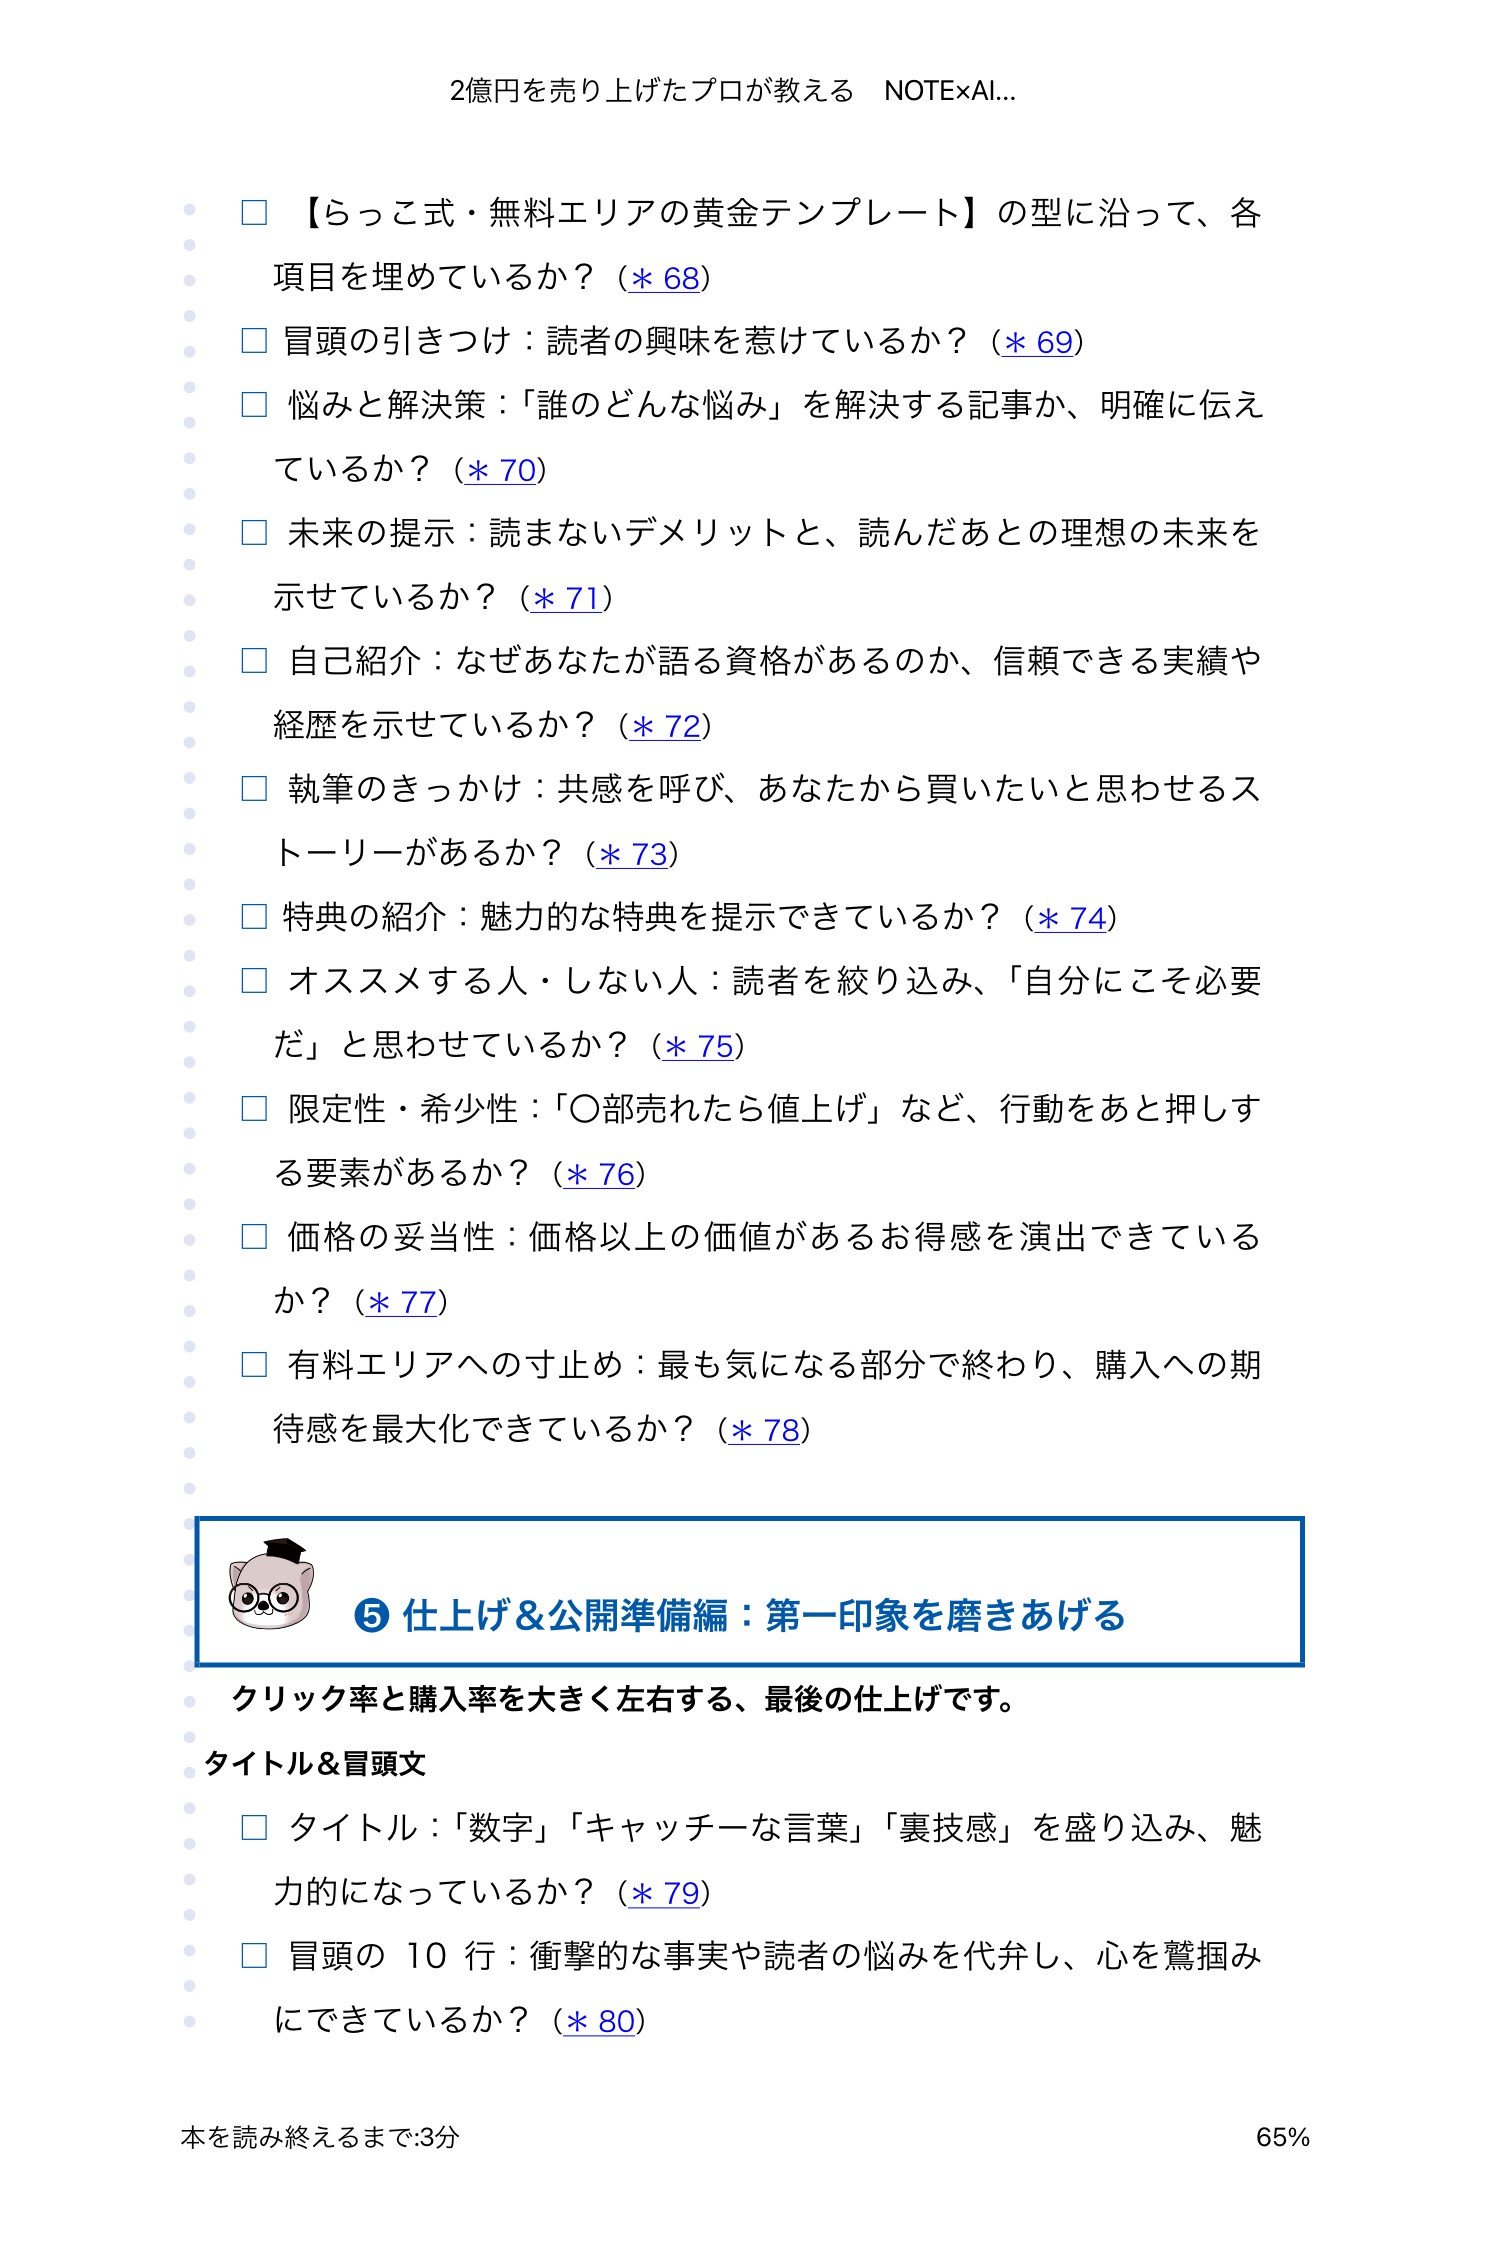 2億円を売り上げたプロが教える　NOTE×AI...
□ 【らっこ式・無料エリアの黄金テンプレート】の型に沿って、各
項目を埋めているか？（＊ 68）
□ 冒頭の引きつけ：読者の興味を惹けているか？（＊ 69）
□ 悩みと解決策：「誰のどんな悩み」を解決する記事か、明確に伝え
ているか？（＊ 70）
□ 未来の提示：読まないデメリットと、読んだあとの理想の未来を
示せているか？（＊ 71）
□ 自己紹介：なぜあなたが語る資格があるのか、信頼できる実績や
経歴を示せているか？（＊ 72）
□ 執筆のきっかけ：共感を呼び、あなたから買いたいと思わせるス
トーリーがあるか？（＊ 73）
□ 特典の紹介：魅力的な特典を提示できているか？（＊ 74）
□ オススメする人・しない人：読者を絞り込み、「自分にこそ必要
だ」と思わせているか？（＊ 75）
□ 限定性・希少性：「〇部売れたら値上げ」など、行動をあと押しす
る要素があるか？（＊ 76）
□ 価格の妥当性：価格以上の価値があるお得感を演出できている
か？（＊ 77）
□ 有料エリアへの寸止め：最も気になる部分で終わり、購入への期
待感を最大化できているか？（＊ 78）
❺ 仕上げ＆公開準備編：第一印象を磨きあげる
クリック率と購入率を大きく左右する、最後の仕上げです。
タイトル＆冒頭文
□ タイトル：「数字」「キャッチーな言葉」「裏技感」を盛り込み、魅
力的になっているか？（＊ 79）
□ 冒頭の 10 行：衝撃的な事実や読者の悩みを代弁し、心を鷲掴み
にできているか？（＊ 80）
本を読み終えるまで:3分
65%